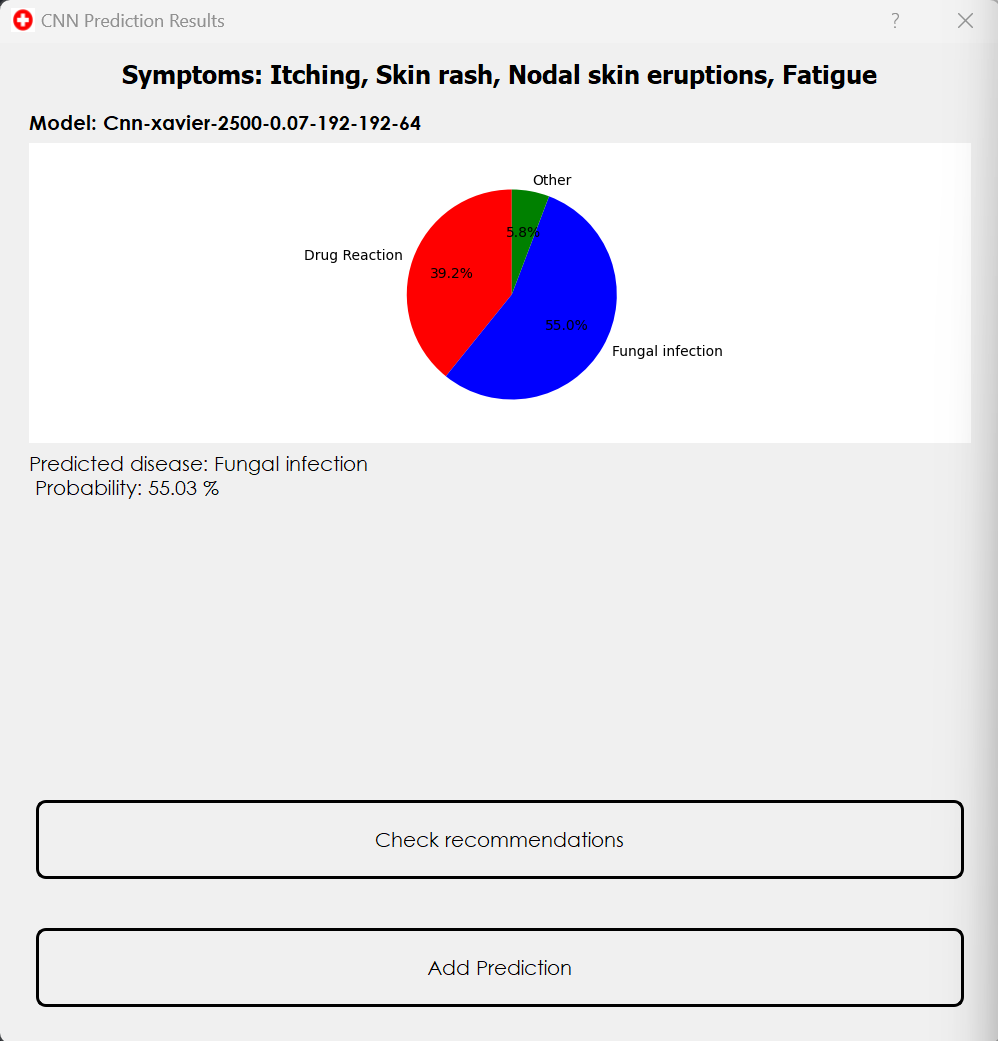 CNN Prediction Results ?
Symptoms: Itching, Skin rash, Nodal skin eruptions, Fatigue
Model: Cnn-xavier-2500-0.07-192-192-64
Other
5.8%
Drug Reaction
39.2%
55.0%
Fungal infection
Predicted disease: Fungal infection
Probability: 55.03 %
Check recommendations
Add Prediction